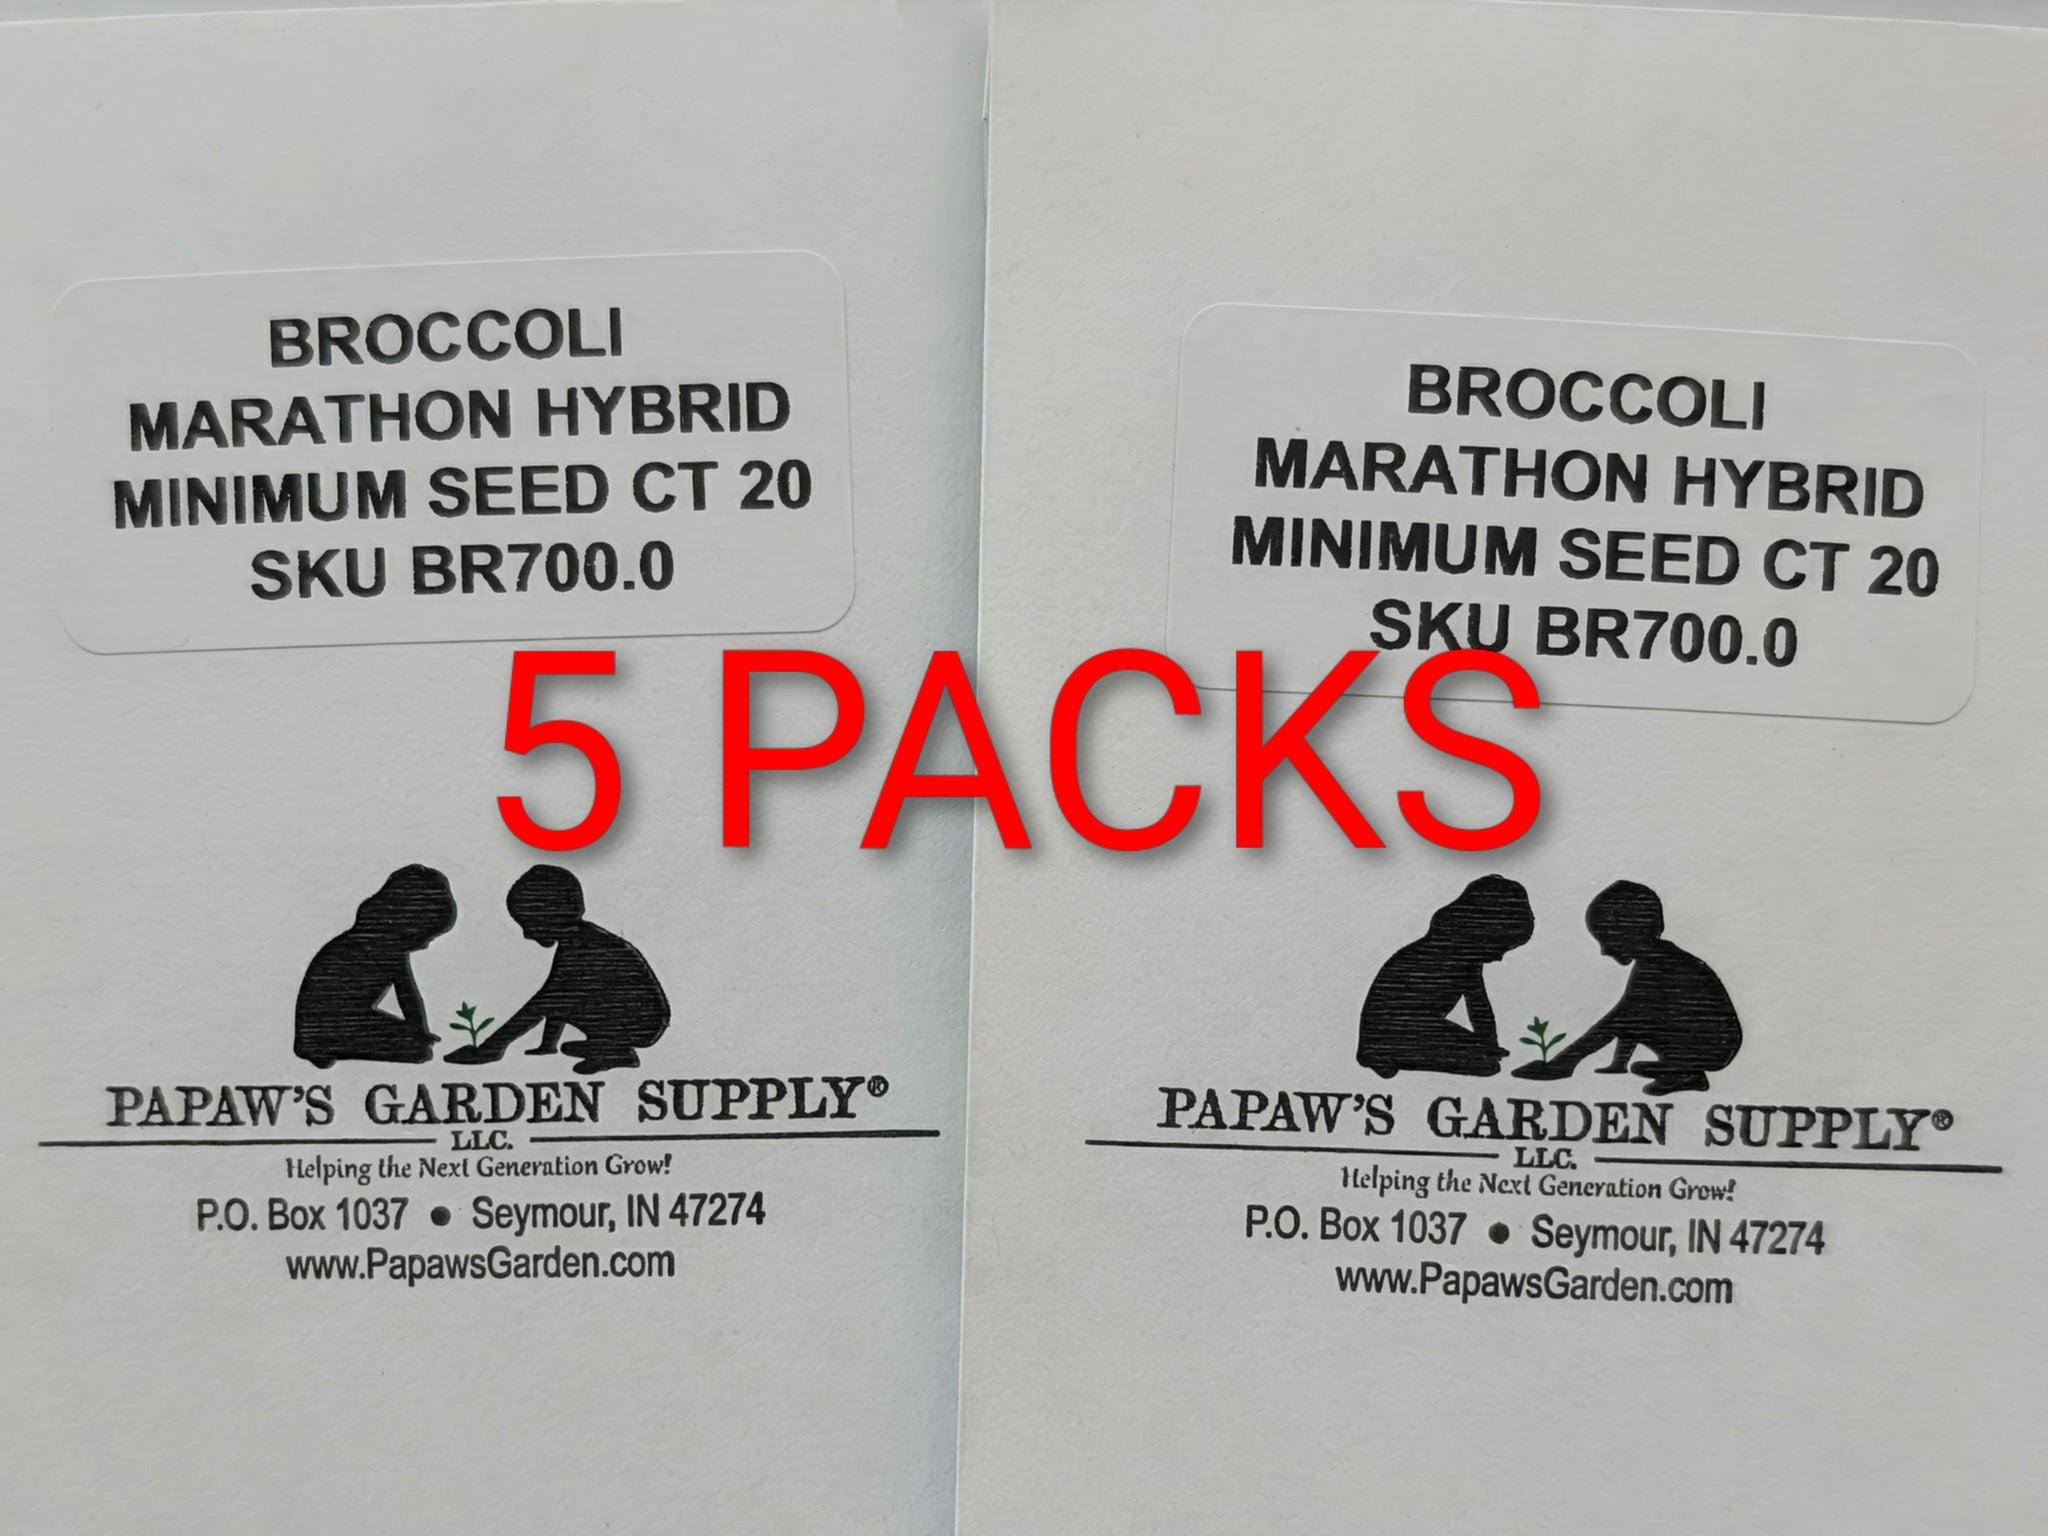 BROCCOLI
MARATHON HYBRID
MINIMUM SEED CT 20
SKU BR700.0
BROCCOLI
MARATHON HYBRID
MINIMUM SEED CT 20
SKU BR700.0
5 PACKS
PAPAW'S GARDEN SUPPLY®
LLC.
Helping the Next Generation Grow!
P.O. Box 1037 • Seymour, IN 47274
www.PapawsGarden.com
PAPAW'S GARDEN SUPPLY®
LLC.
Helping the Next Generation Grow!
P.O. Box 1037 • Seymour, IN 47274
www.PapawsGarden.com